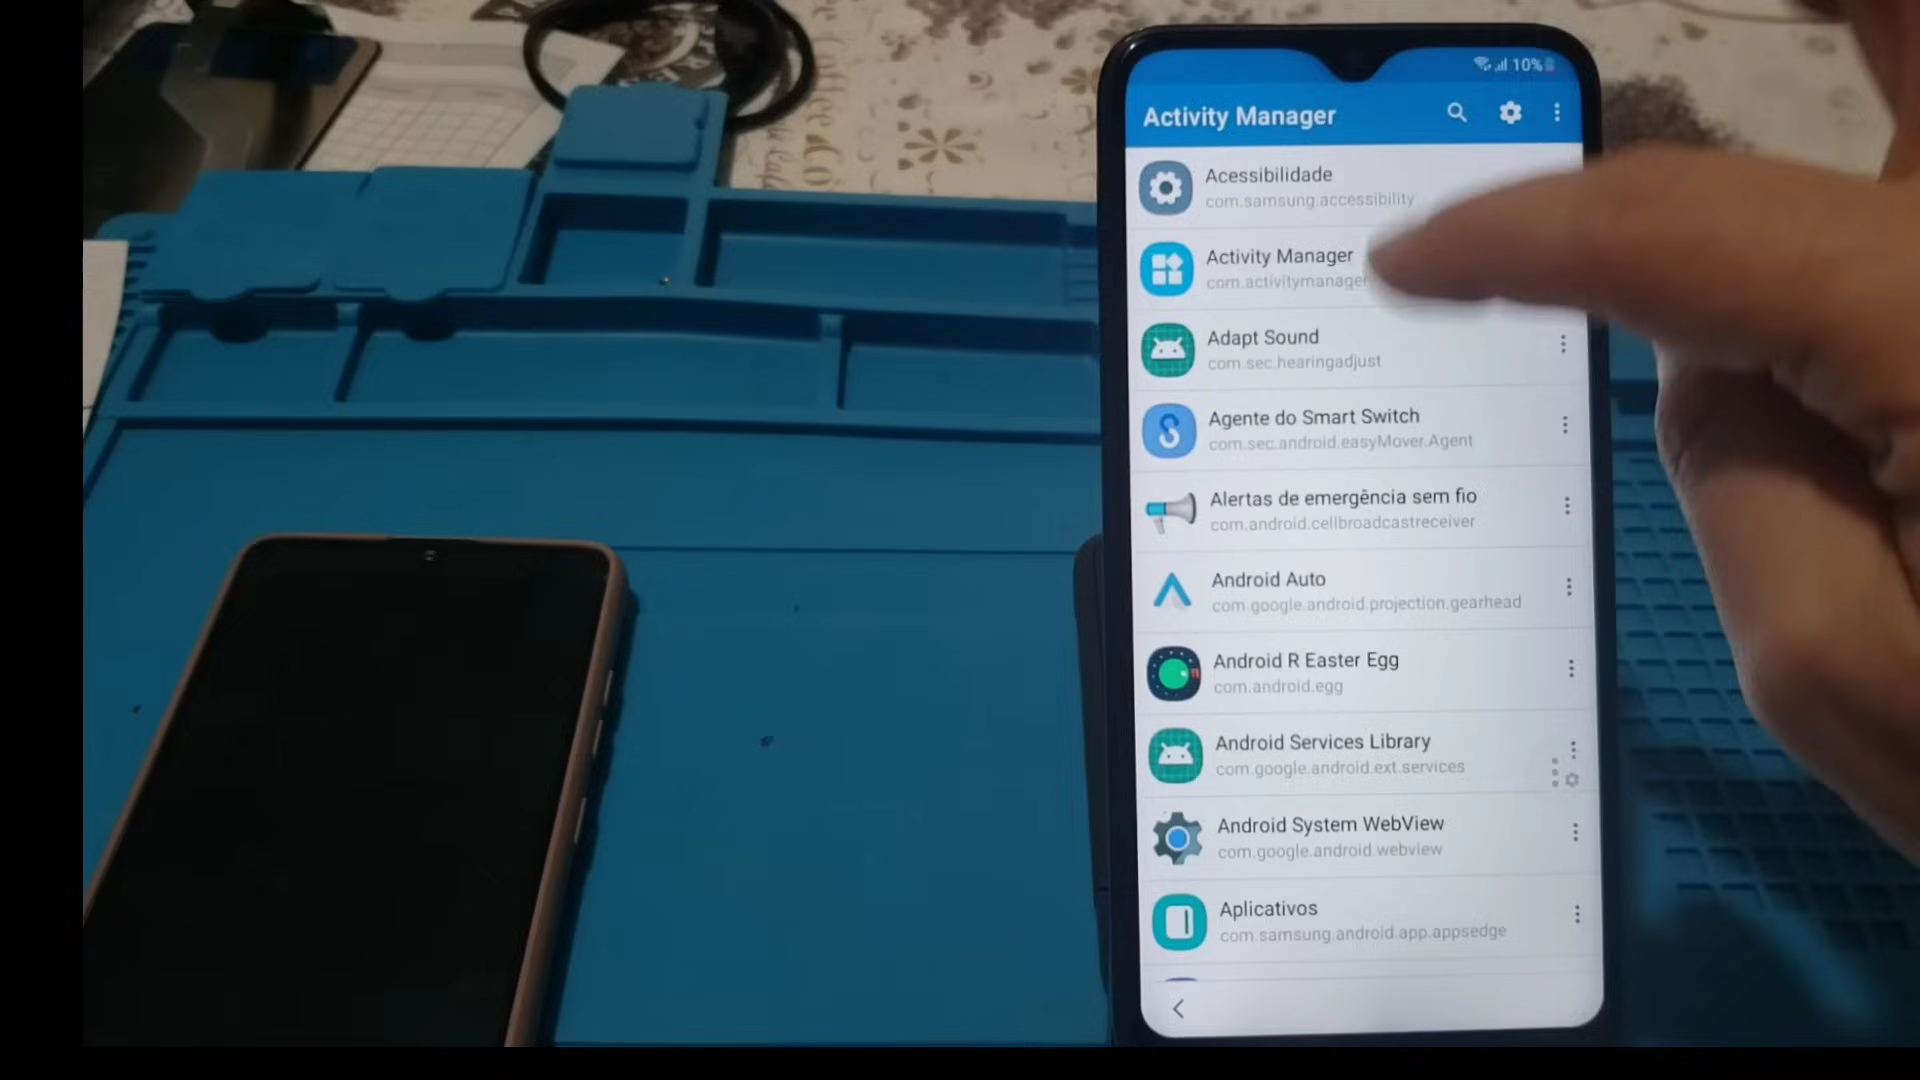 10%
Activity Manager
Acessibilidade
com.samsung.accessibility
Activity Manager
com.activitymanager
Adapt Sound
com.sec.hearingadjust
Agente do Smart Switch
com.sec.android.easyMover.Agent
Alertas de emergência sem fio
com.android.cellbroadcastreceiver
Android Auto
com.google.android.projection.gearhead
Android R Easter Egg
com.android.egg
Android Services Library
com.google.android.ext.services
Android System WebView
com.google.android.webview
Aplicativos
com.samsung.android.app.appsedge